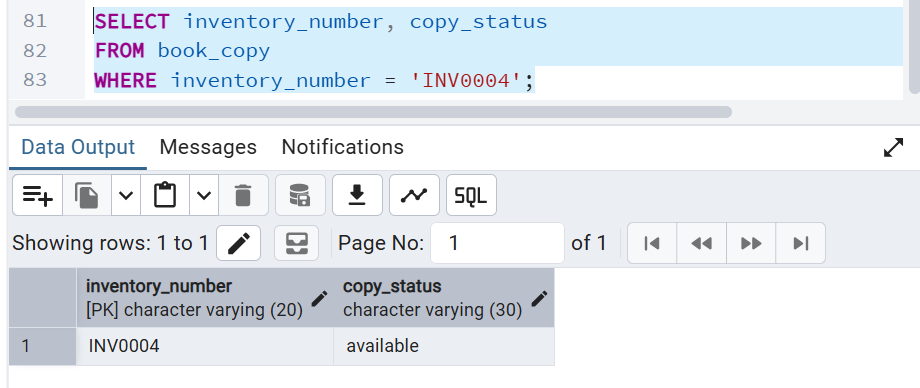 81 SELECT inventory_number, copy_status
82 FROM book_copy
83 WHERE inventory_number = 'INV0004';
Data Output Messages Notifications
SQL
Showing rows: 1 to 1 Page No: 1 of 1
inventory_number copy_status
[PK] character varying (20) character varying (30)
1 INV0004 available